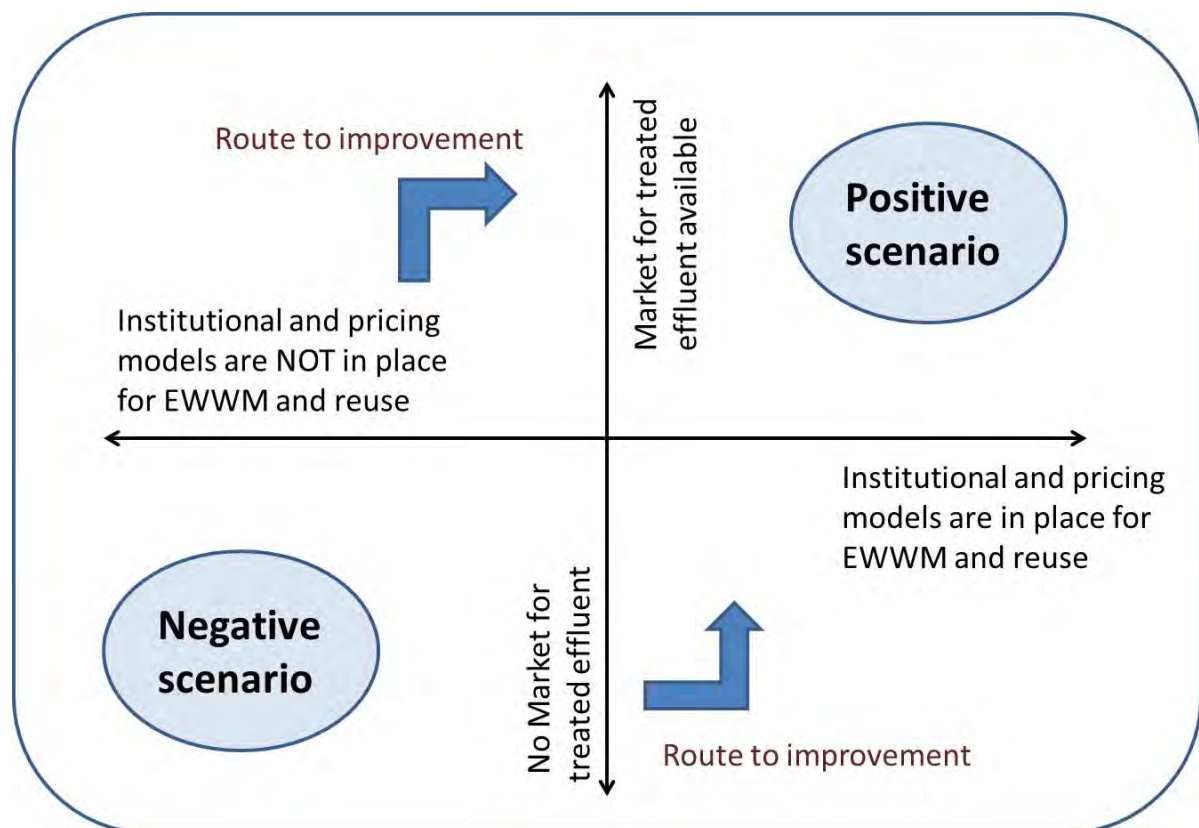 Route to improvement
Market for treated
effluent available
Positive
scenario
Institutional and pricing
models are NOT in place
for EWWM and reuse
Institutional and pricing
models are in place for
EWWM and reuse
Negative
scenario
No Market for
treated effluent
Route to improvement